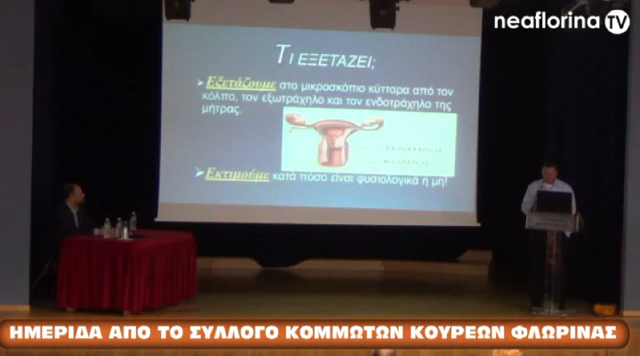 neaflorina TV
ΤΙ ΕΞΕΤΑΖΕΙ;
Εξετάζουμε στο μικροσκόπιο κύτταρα από τον
κόλπο, τον εξωτράχηλο και τον ενδοτράχηλο της
μήτρας.
Εκτιμούμε κατά πόσο είναι φυσιολογικά ή μη!
ΗΜΕΡΙΔΑ ΑΠΟ ΤΟ ΣΥΛΛΟΓΟ ΚΟΜΜΩΤΩΝ ΚΟΥΡΕΩΝ ΦΛΩΡΙΝΑΣ